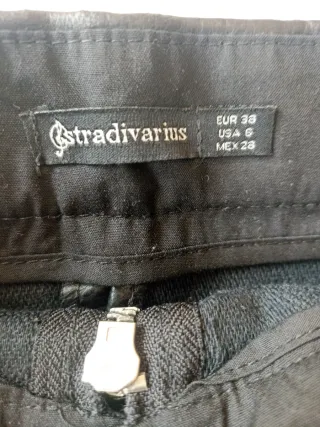 stradivarius
EUR 38
USA 6
MEX 28